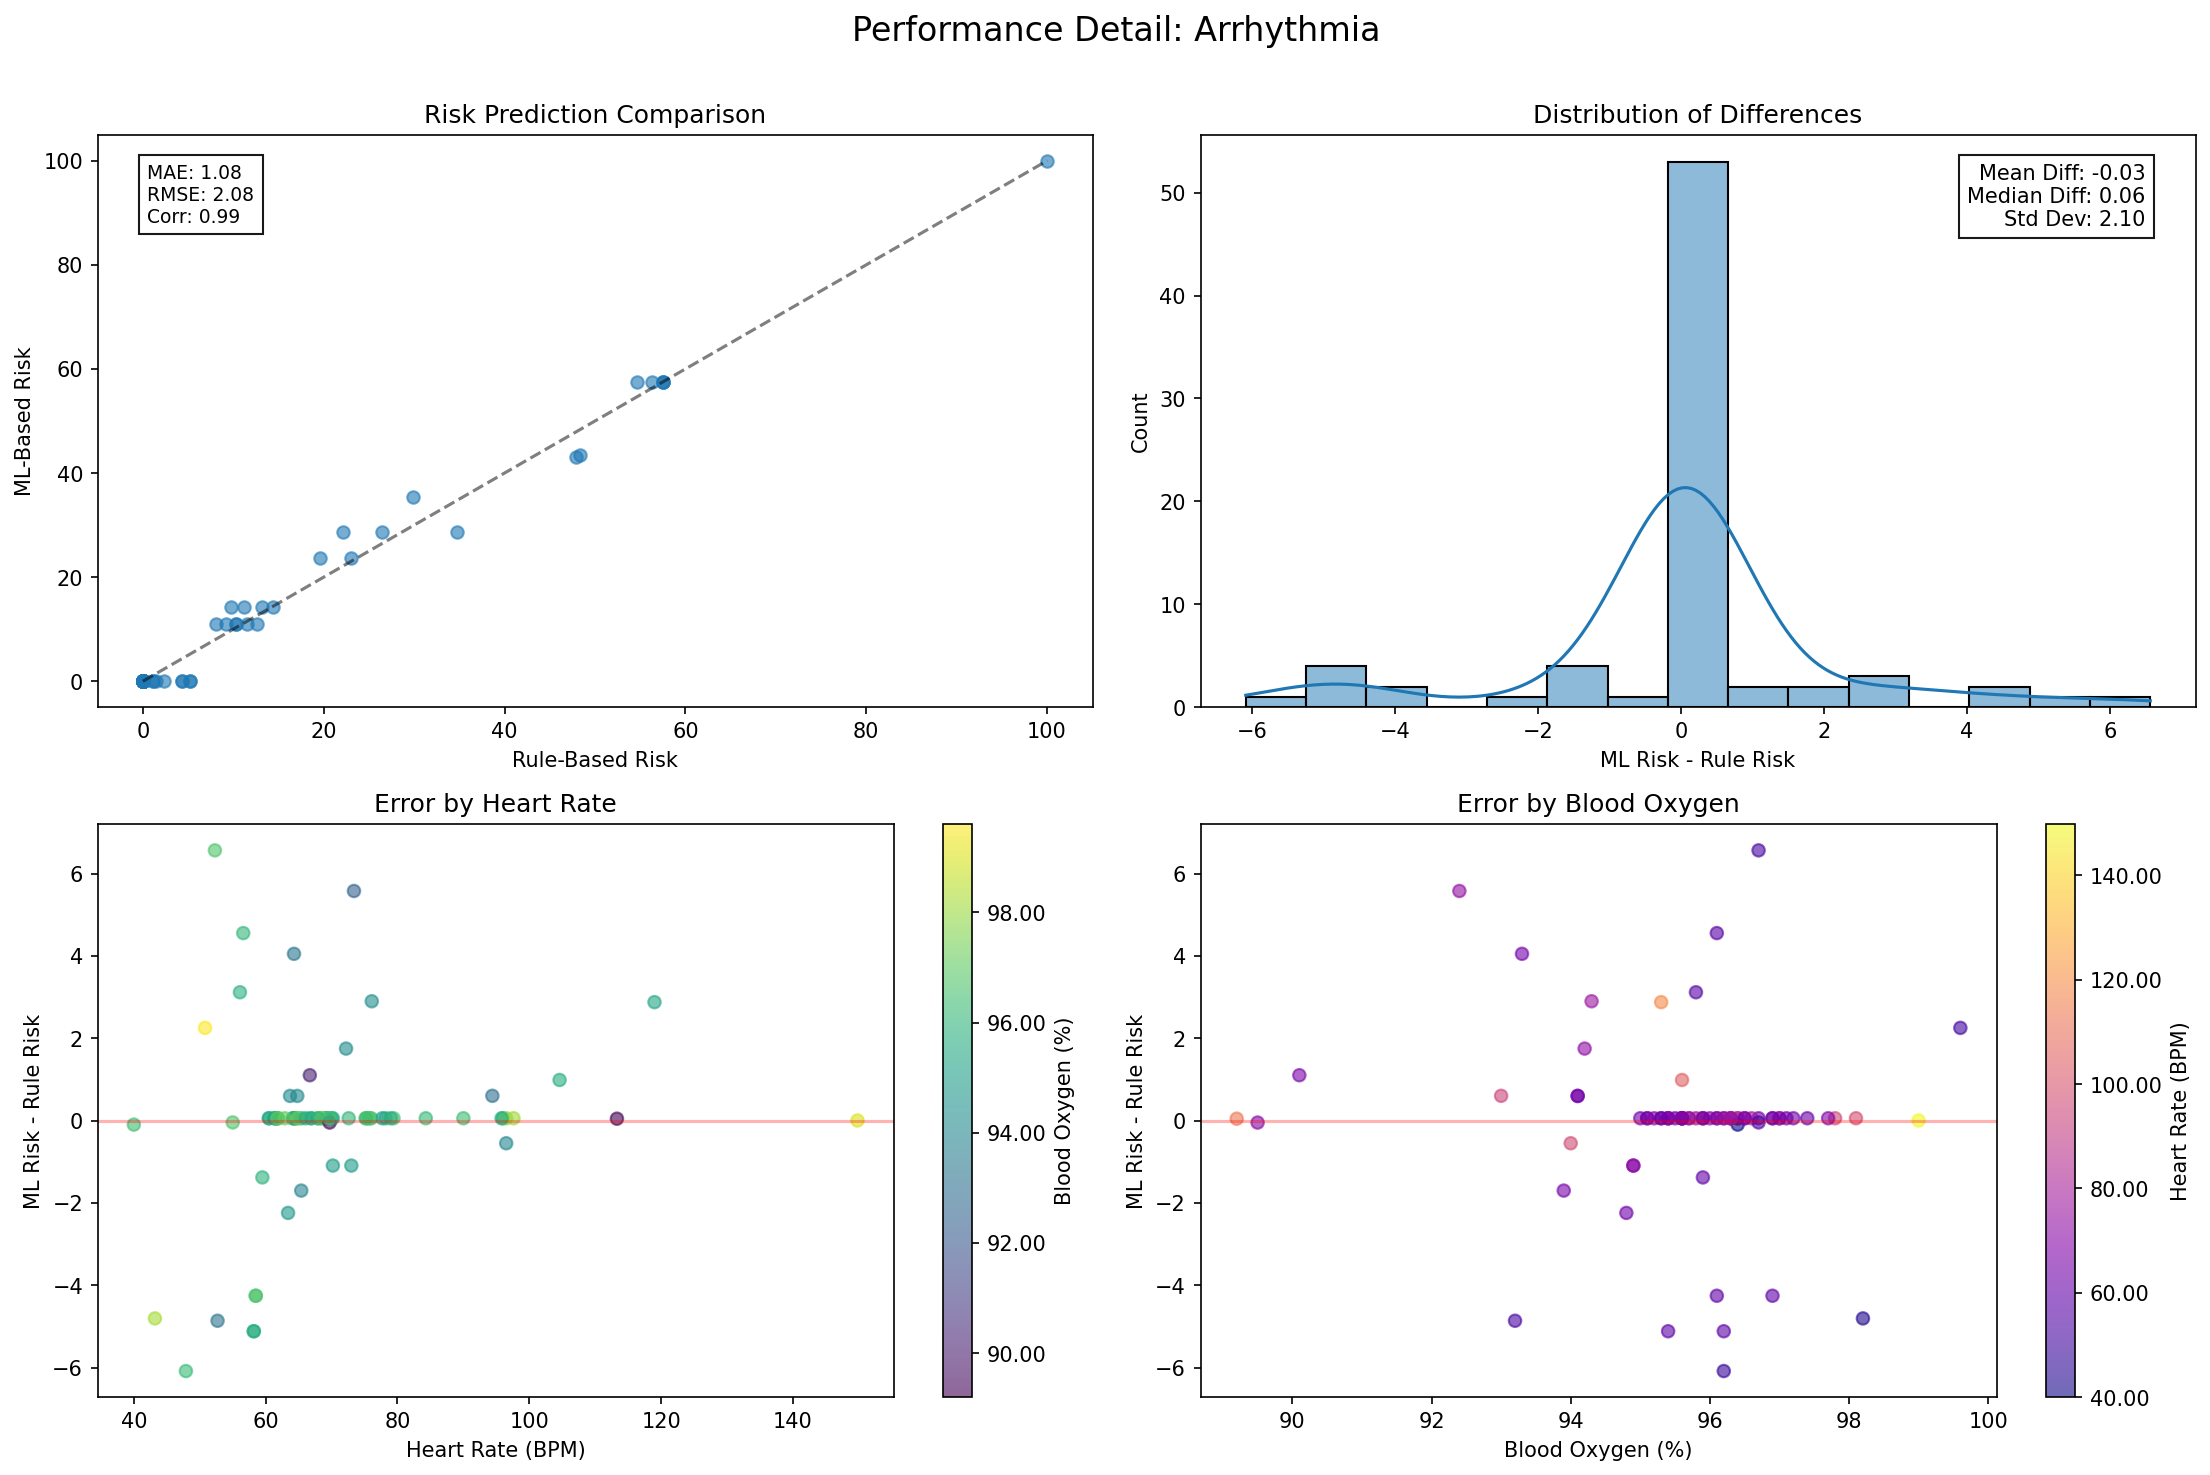 Performance Detail: Arrhythmia
Risk Prediction Comparison
MAE: 1.08
RMSE: 2.08
Corr: 0.99
ML-Based Risk
100
80
60
40
20
0
0 20 40 60 80 100
Rule-Based Risk
Distribution of Differences
Mean Diff: -0.03
Median Diff: 0.06
Std Dev: 2.10
Count
50
40
30
20
10
0
−6 −4 −2 0 2 4 6
ML Risk - Rule Risk
Error by Heart Rate
ML Risk - Rule Risk
6
4
2
0
−2
−4
−6
40 60 80 100 120 140
Heart Rate (BPM)
98.00
96.00
94.00
92.00
90.00
Blood Oxygen (%)
Error by Blood Oxygen
ML Risk - Rule Risk
6
4
2
0
−2
−4
−6
90 92 94 96 98 100
Blood Oxygen (%)
140.00
120.00
100.00
80.00
60.00
40.00
Heart Rate (BPM)